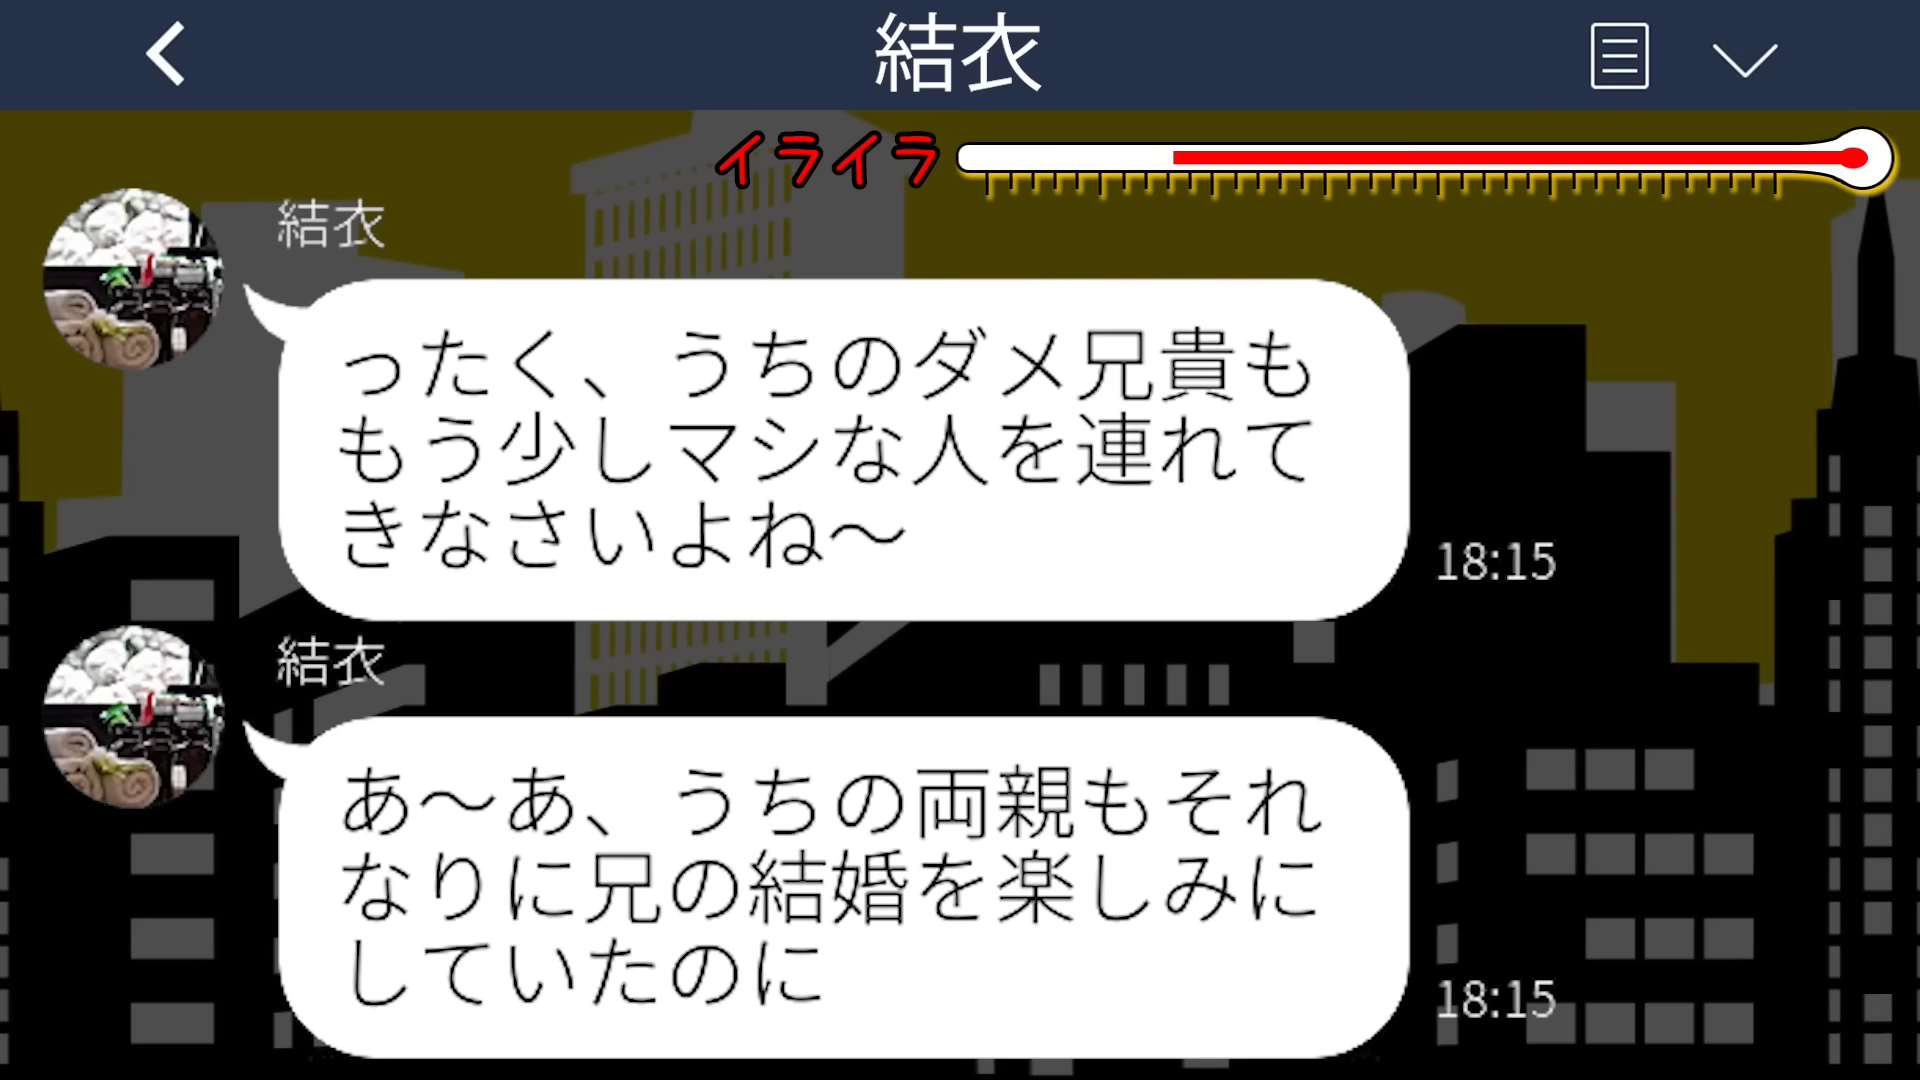 結衣
イライラ
結衣
ったく、うちのダメ兄貴も
もう少しマシな人を連れて
きなさいよね〜
18:15
結衣
あ〜あ、うちの両親もそれ
なりに兄の結婚を楽しみに
していたのに
18:15